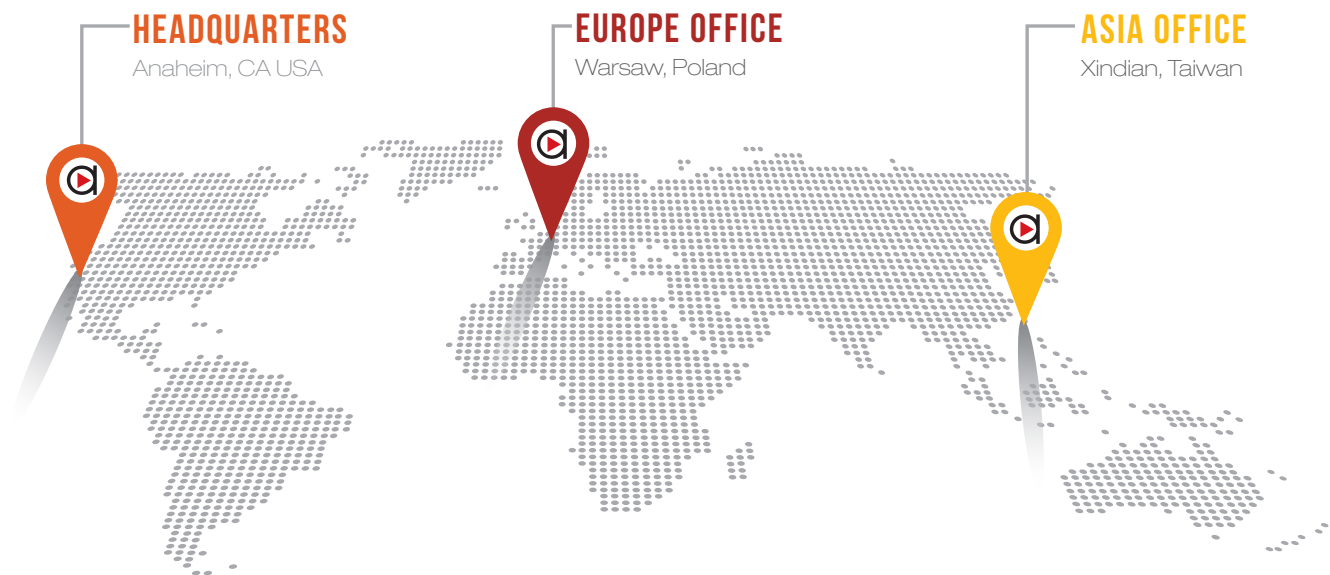 HEADQUARTERS
Anaheim, CA USA
EUROPE OFFICE
Warsaw, Poland
ASIA OFFICE
Xindian, Taiwan